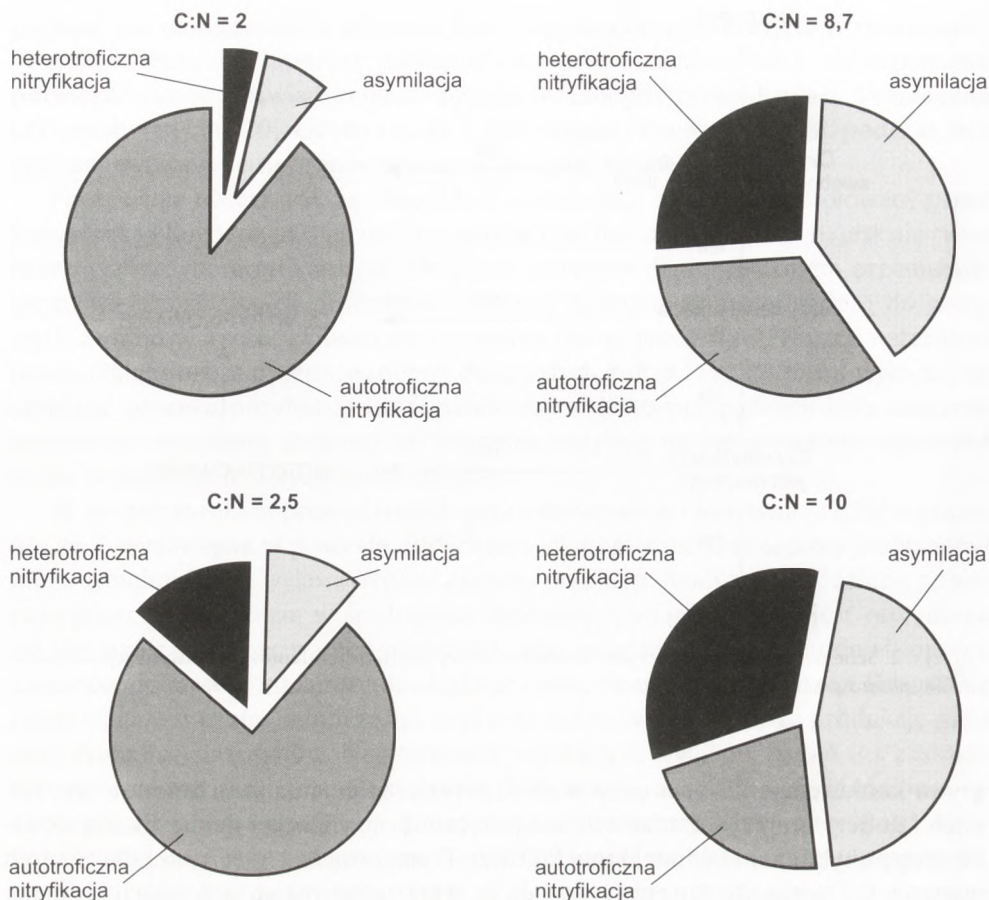 C:N = 2
heterotroficzna
nitryfikacja
asymilacja
autotroficzna
nitryfikacja
C:N = 8,7
heterotroficzna
nitryfikacja
asymilacja
autotroficzna
nitryfikacja
C:N = 2,5
heterotroficzna
nitryfikacja
asymilacja
autotroficzna
nitryfikacja
C:N = 10
heterotroficzna
nitryfikacja
asymilacja
autotroficzna
nitryfikacja